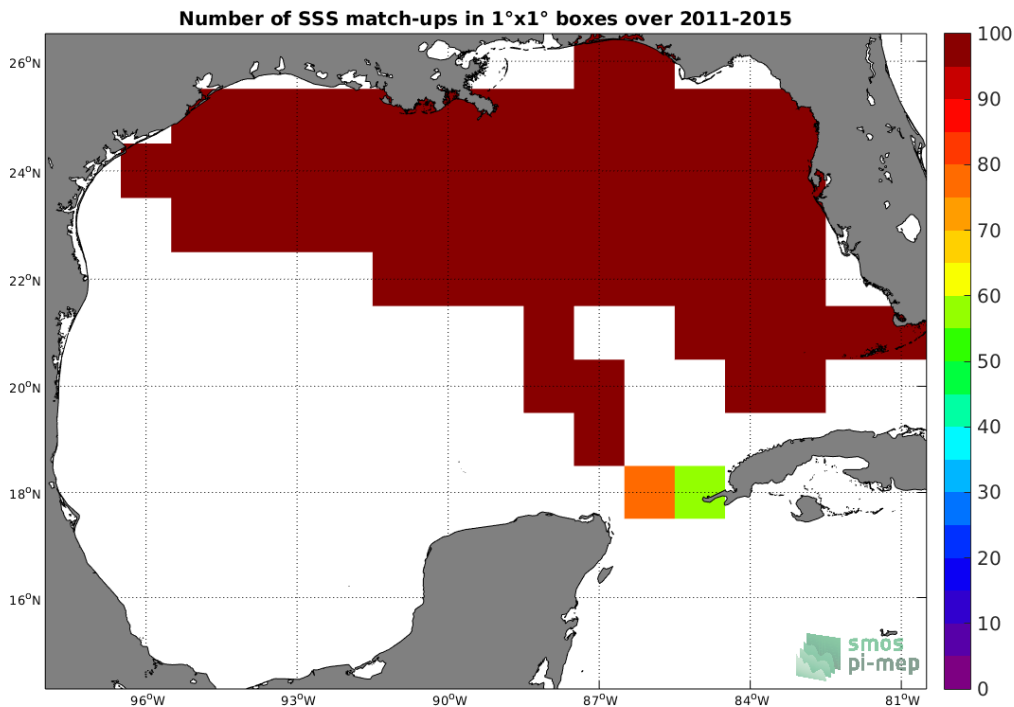 Number of SSS match-ups in 1°x1° boxes over 2011-2015
26°N
24°N
22°N
20°N
18°N
16°N
96°W
93°W
90°W
87°W
84°W
81°W
100
90
80
70
60
50
40
30
20
10
0
smos
pi-mep